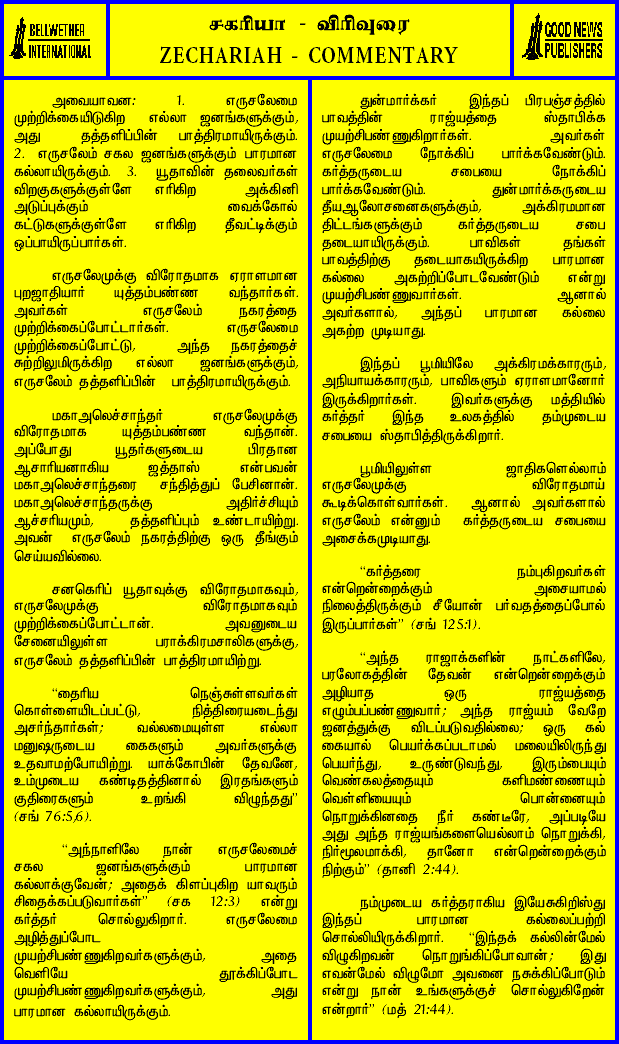 BELLWETHER
INTERNATIONAL
சகரியா - விரிவுரை
ZECHARIAH - COMMENTARY
GOOD NEWS
PUBLISHERS
அவையாவன: 1. எருசலேமை
முற்றிக்கையிடுகிற எல்லா ஜனங்களுக்கும்,
அது தத்தளிப்பின் பாத்திரமாயிருக்கும்.
2. எருசலேம் சகல ஜனங்களுக்கும் பாரமான
கல்லாயிருக்கும். 3. யூதாவின் தலைவர்கள்
விறகுகளுக்குள்ளே எரிகிற அக்கினி
அடுப்புக்கும் வைக்கோல்
கட்டுகளுக்குள்ளே எரிகிற தீவட்டிக்கும்
ஒப்பாயிருப்பார்கள்.
எருசலேமுக்கு விரோதமாக ஏராளமான
புறஜாதியார் யுத்தம்பண்ண வந்தார்கள்.
அவர்கள் எருசலேம் நகரத்தை
முற்றிக்கைப்போட்டார்கள். எருசலேமை
முற்றிக்கைப்போட்டு, அந்த நகரத்தைச்
சுற்றிலுமிருக்கிற எல்லா ஜனங்களுக்கும்,
எருசலேம் தத்தளிப்பின் பாத்திரமாயிருக்கும்.
மகாஅலெச்சாந்தர் எருசலேமுக்கு
விரோதமாக யுத்தம்பண்ண வந்தான்.
அப்போது யூதர்களுடைய பிரதான
ஆசாரியனாகிய ஜத்தாஸ் என்பவன்
மகாஅலெச்சாந்தரை சந்தித்துப் பேசினான்.
மகாஅலெச்சாந்தருக்கு அதிர்ச்சியும்
ஆச்சரியமும், தத்தளிப்பும் உண்டாயிற்று.
அவன் எருசலேம் நகரத்திற்கு ஒரு தீங்கும்
செய்யவில்லை.
சனகெரிப் யூதாவுக்கு விரோதமாகவும்,
எருசலேமுக்கு விரோதமாகவும்
முற்றிக்கைப்போட்டான். அவனுடைய
சேனையிலுள்ள பராக்கிரமசாலிகளுக்கு,
எருசலேம் தத்தளிப்பின் பாத்திரமாயிற்று.
“தைரிய நெஞ்சுள்ளவர்கள்
கொள்ளையிடப்பட்டு, நித்திரையடைந்து
அசர்ந்தார்கள்; வல்லமையுள்ள எல்லா
மனுஷருடைய கைகளும் அவர்களுக்கு
உதவாமற்போயிற்று. யாக்கோபின் தேவனே,
உம்முடைய கண்டிதத்தினால் இரதங்களும்
குதிரைகளும் உறங்கி விழுந்தது”
(சங் 76:5,6).
“அந்நாளிலே நான் எருசலேமைச்
சகல ஜனங்களுக்கும் பாரமான
கல்லாக்குவேன்; அதைக் கிளப்புகிற யாவரும்
சிதைக்கப்படுவார்கள்” (சக 12:3) என்று
கர்த்தர் சொல்லுகிறார். எருசலேமை
அழித்துப்போட
முயற்சிபண்ணுகிறவர்களுக்கும், அதை
வெளியே தூக்கிப்போட
முயற்சிபண்ணுகிறவர்களுக்கும், அது
பாரமான கல்லாயிருக்கும்.
துன்மார்க்கர் இந்தப் பிரபஞ்சத்தில்
பாவத்தின் ராஜ்யத்தை ஸ்தாபிக்க
முயற்சிபண்ணுகிறார்கள். அவர்கள்
எருசலேமை நோக்கிப் பார்க்கவேண்டும்.
கர்த்தருடைய சபையை நோக்கிப்
பார்க்கவேண்டும். துன்மார்க்கருடைய
தீயஆலோசனைகளுக்கும், அக்கிரமமான
திட்டங்களுக்கும் கர்த்தருடைய சபை
தடையாயிருக்கும். பாவிகள் தங்கள்
பாவத்திற்கு தடையாகயிருக்கிற பாரமான
கல்லை அகற்றிப்போடவேண்டும் என்று
முயற்சிபண்ணுவார்கள். ஆனால்
அவர்களால், அந்தப் பாரமான கல்லை
அகற்ற முடியாது.
இந்தப் பூமியிலே அக்கிரமக்காரரும்,
அநியாயக்காரரும், பாவிகளும் ஏராளமானோர்
இருக்கிறார்கள். இவர்களுக்கு மத்தியில்
கர்த்தர் இந்த உலகத்தில் தம்முடைய
சபையை ஸ்தாபித்திருக்கிறார்.
பூமியிலுள்ள ஜாதிகளெல்லாம்
எருசலேமுக்கு விரோதமாய்
கூடிக்கொள்வார்கள். ஆனால் அவர்களால்
எருசலேம் என்னும் கர்த்தருடைய சபையை
அசைக்கமுடியாது.
“கர்த்தரை நம்புகிறவர்கள்
என்றென்றைக்கும் அசையாமல்
நிலைத்திருக்கும் சீயோன் பர்வதத்தைப்போல்
இருப்பார்கள்” (சங் 125:1).
“அந்த ராஜாக்களின் நாட்களிலே,
பரலோகத்தின் தேவன் என்றென்றைக்கும்
அழியாத ஒரு ராஜ்யத்தை
எழும்பப்பண்ணுவார்; அந்த ராஜ்யம் வேறே
ஜனத்துக்கு விடப்படுவதில்லை; ஒரு கல்
கையால் பெயர்க்கப்படாமல் மலையிலிருந்து
பெயர்ந்து, உருண்டுவந்து, இரும்பையும்
வெண்கலத்தையும் களிமண்ணையும்
வெள்ளியையும் பொன்னையும்
நொறுக்கினதை நீர் கண்டீரே, அப்படியே
அது அந்த ராஜ்யங்களையெல்லாம் நொறுக்கி,
நிர்மூலமாக்கி, தானோ என்றென்றைக்கும்
நிற்கும்” (தானி 2:44).
நம்முடைய கர்த்தராகிய இயேசுகிறிஸ்து
இந்தப் பாரமான கல்லைப்பற்றி
சொல்லியிருக்கிறார். “இந்தக் கல்லின்மேல்
விழுகிறவன் நொறுங்கிப்போவான்; இது
எவன்மேல் விழுமோ அவனை நசுக்கிப்போடும்
என்று நான் உங்களுக்குச் சொல்லுகிறேன்
என்றார்” (மத் 21:44).